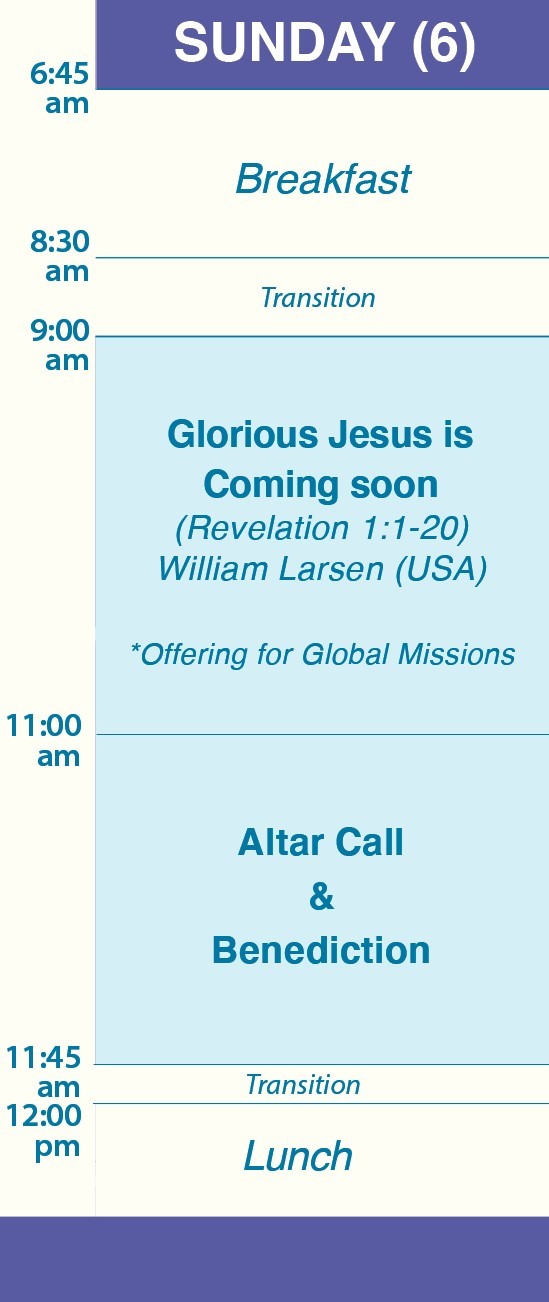 SUNDAY (6)
6:45
am
Breakfast
8:30
am
Transition
9:00
am
Glorious Jesus is
Coming soon
(Revelation 1:1-20)
William Larsen (USA)
*Offering for Global Missions
11:00
am
Altar Call
&
Benediction
11:45
am
Transition
12:00
pm
Lunch